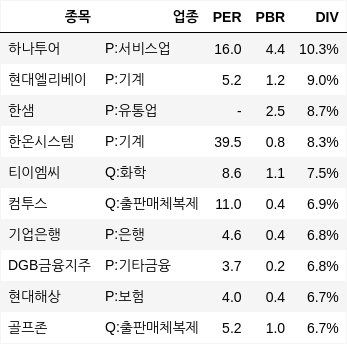 종목 업종 PER PBR DIV
하나투어 P:서비스업 16.0 4.4 10.3%
현대엘리베이 P:기계 5.2 1.2 9.0%
한샘 P:유통업 - 2.5 8.7%
한온시스템 P:기계 39.5 0.8 8.3%
티이엠씨 Q:화학 8.6 1.1 7.5%
컴투스 Q:출판매체복제 11.0 0.4 6.9%
기업은행 P:은행 4.6 0.4 6.8%
DGB금융지주 P:기타금융 3.7 0.2 6.8%
현대해상 P:보험 4.0 0.4 6.7%
골프존 Q:출판매체복제 5.2 1.0 6.7%